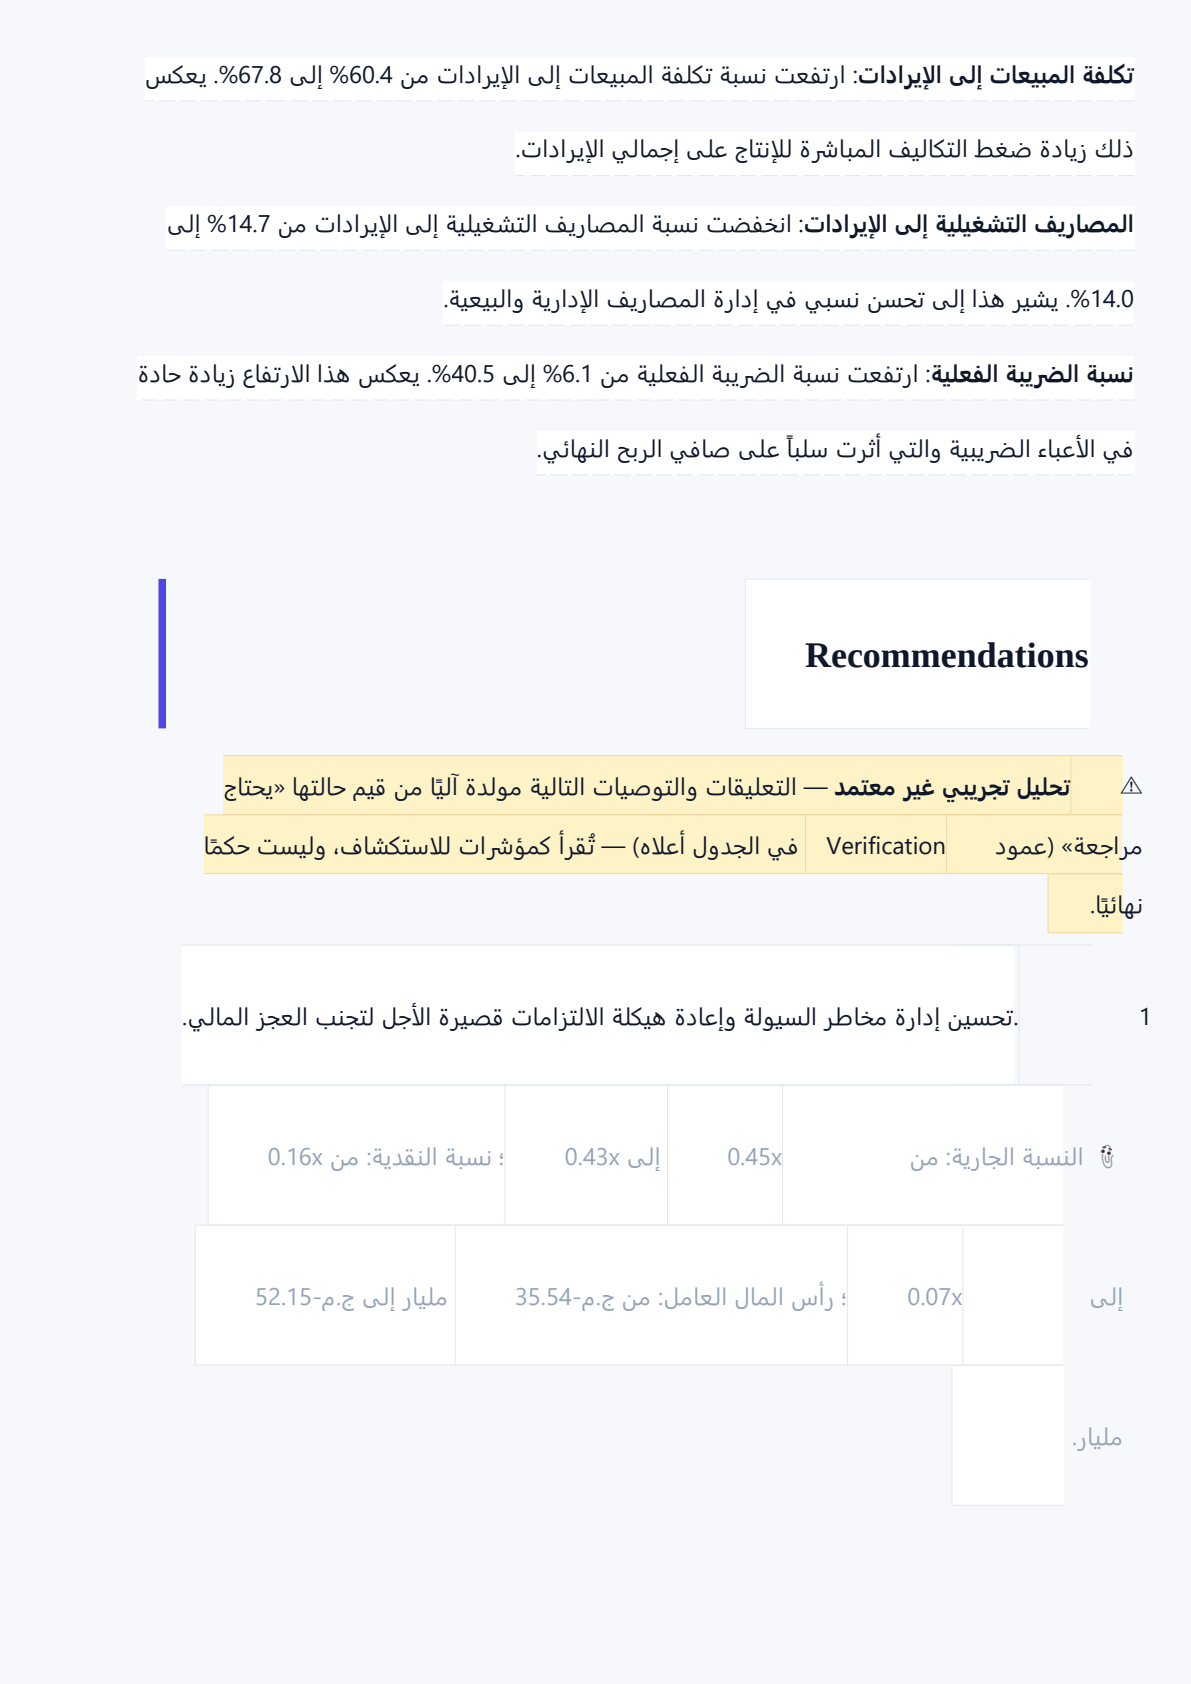 تكلفة المبيعات إلى الإيرادات: ارتفعت نسبة تكلفة المبيعات إلى الإيرادات من 60.4% إلى 67.8%. يعكس
ذلك زيادة ضغط التكاليف المباشرة للإنتاج على إجمالي الإيرادات.
المصاريف التشغيلية إلى الإيرادات: انخفضت نسبة المصاريف التشغيلية إلى الإيرادات من 14.7% إلى
14.0%. يشير هذا إلى تحسن نسبي في إدارة المصاريف الإدارية والبيعية.
نسبة الضريبة الفعلية: ارتفعت نسبة الضريبة الفعلية من 6.1% إلى 40.5%. يعكس هذا الارتفاع زيادة حادة
في الأعباء الضريبية والتي أثرت سلباً على صافي الربح النهائي.
Recommendations
⚠ تحليل تجريبي غير معتمد — التعليقات والتوصيات التالية مولدة آليًا من قيم حالتها «يحتاج
مراجعة» (عمود Verification في الجدول أعلاه) — تُقرأ كمؤشرات للاستكشاف، وليست حكمًا
نهائيًا.
1 .تحسين إدارة مخاطر السيولة وإعادة هيكلة الالتزامات قصيرة الأجل لتجنب العجز المالي.
النسبة الجارية: من 0.45x إلى 0.43x ؛ نسبة النقدية: من 0.16x
إلى 0.07x ؛ رأس المال العامل: من ج.م-35.54 مليار إلى ج.م-52.15
مليار.